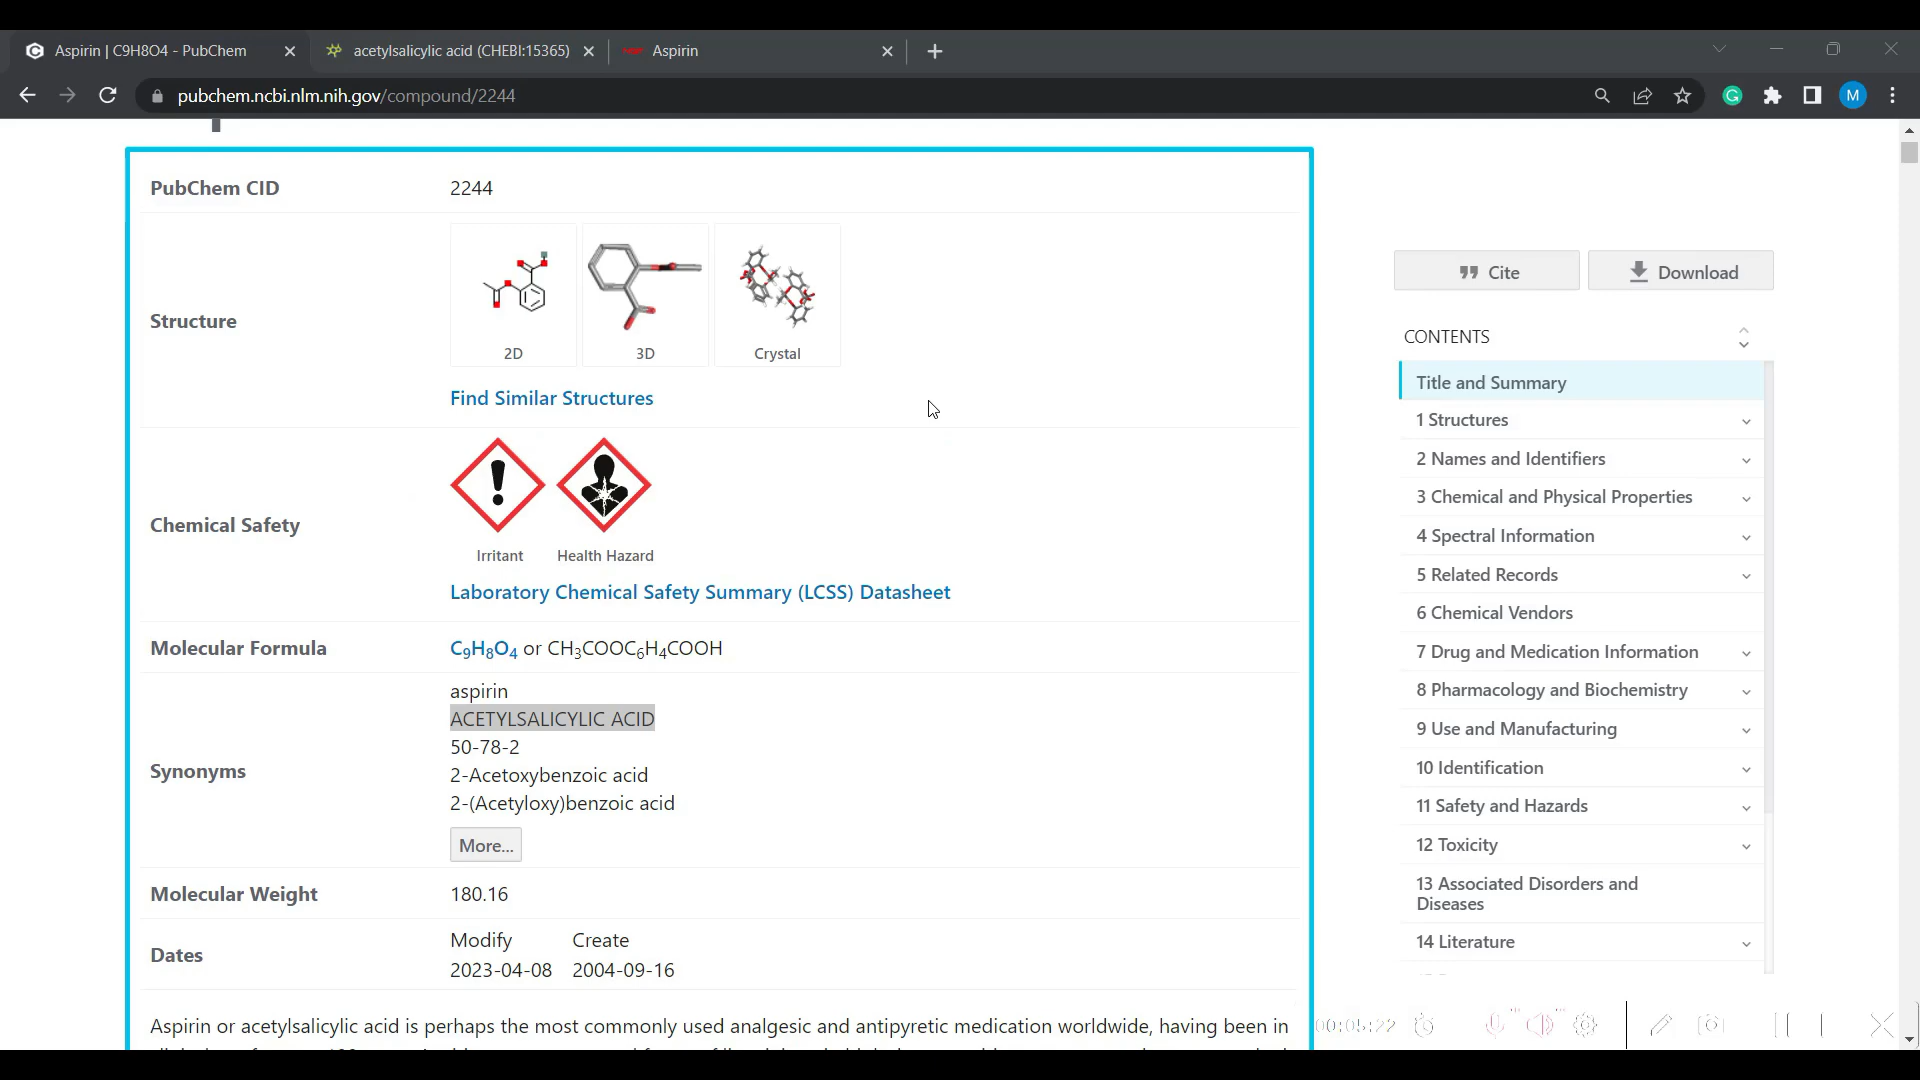 Aspirin | C9H8O4 - PubChem
acetylsalicylic acid (CHEBI:15365)
Aspirin
pubchem.ncbi.nlm.nih.gov/compound/2244
G
M
PubChem CID
2244
Structure
2D
3D
Crystal
Find Similar Structures
Chemical Safety
Irritant
Health Hazard
Laboratory Chemical Safety Summary (LCSS) Datasheet
Molecular Formula
C9H8O4 or CH3COOC6H4COOH
Synonyms
aspirin
ACETYLSALICYLIC ACID
50-78-2
2-Acetoxybenzoic acid
2-(Acetyloxy)benzoic acid
More...
Molecular Weight
180.16
Dates
Modify
2023-04-08
Create
2004-09-16
Aspirin or acetylsalicylic acid is perhaps the most commonly used analgesic and antipyretic medication worldwide, having been in
Cite
Download
CONTENTS
Title and Summary
1 Structures
2 Names and Identifiers
3 Chemical and Physical Properties
4 Spectral Information
5 Related Records
6 Chemical Vendors
7 Drug and Medication Information
8 Pharmacology and Biochemistry
9 Use and Manufacturing
10 Identification
11 Safety and Hazards
12 Toxicity
13 Associated Disorders and
Diseases
14 Literature
00:05:22